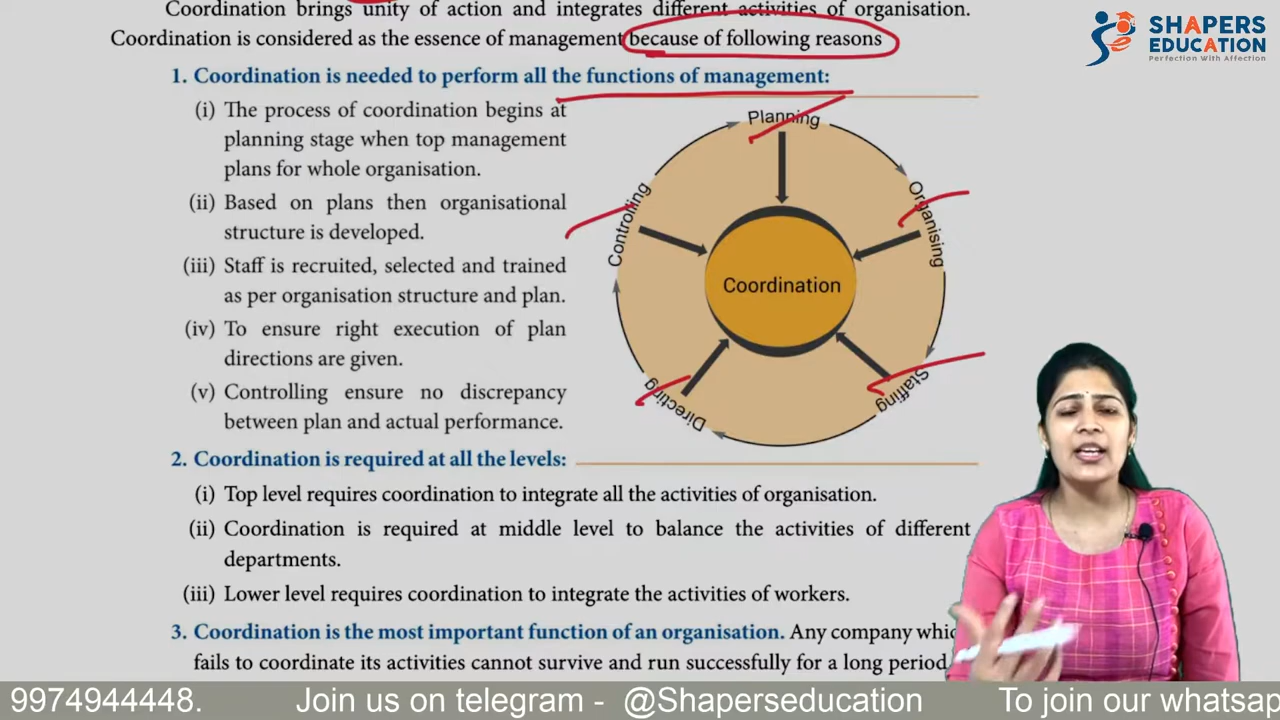 Coordination brings unity of action and integrates different activities of organisation.
Coordination is considered as the essence of management because of following reasons
SHAPERS
EDUCATION
Perfection With Affection
1. Coordination is needed to perform all the functions of management:
(i) The process of coordination begins at
planning stage when top management
plans for whole organisation.
(ii) Based on plans then organisational
structure is developed.
(iii) Staff is recruited, selected and trained
as per organisation structure and plan.
(iv) To ensure right execution of plan
directions are given.
(v) Controlling ensure no discrepancy
between plan and actual performance.
Planning
Organising
Staffing
Directing
Controlling
Coordination
2. Coordination is required at all the levels:
(i) Top level requires coordination to integrate all the activities of organisation.
(ii) Coordination is required at middle level to balance the activities of different
departments.
(iii) Lower level requires coordination to integrate the activities of workers.
3. Coordination is the most important function of an organisation. Any company
fails to coordinate its activities cannot survive and run successfully for a long period
9974944448. Join us on telegram - @Shaperseducation To join our whatsap